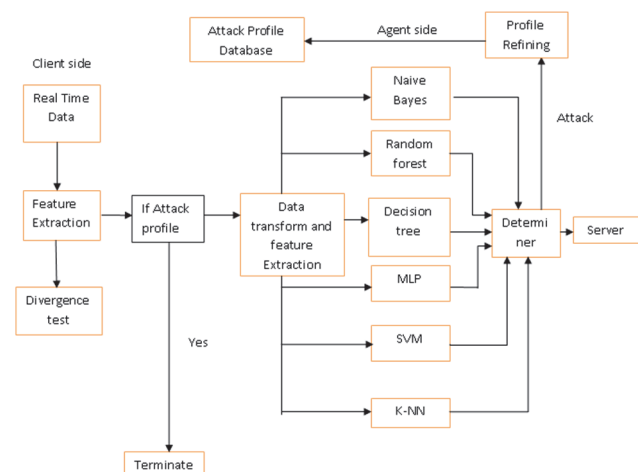 Attack Profile
Database
Agent side
Profile
Refining
Client side
Real Time
Data
Naive
Bayes
Attack
Random
forest
Feature
Extraction
If Attack
profile
Data
transform and
feature
Extraction
Decision
tree
Determi
ner
Server
MLP
Divergence
test
Yes
SVM
K-NN
Terminate